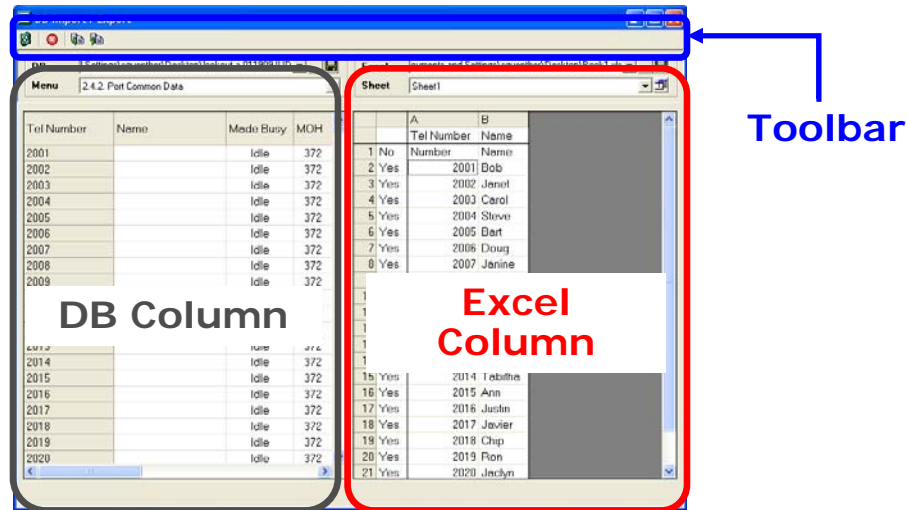 DB Import / Export
Toolbar
Menu 2.4.2. Port Common Data
Sheet Sheet1
Tel Number Name Made Busy MOH
2001 Idle 372
2002 Idle 372
2003 Idle 372
2004 Idle 372
2005 Idle 372
2006 Idle 372
2007 Idle 372
2008 Idle 372
2009 Idle 372
DB Column
2013 Idle 372
2014 Idle 372
2015 Idle 372
2016 Idle 372
2017 Idle 372
2018 Idle 372
2019 Idle 372
2020 Idle 372
A B
Tel Number Name
1 No Number Name
2 Yes 2001 Bob
3 Yes 2002 Janet
4 Yes 2003 Carol
5 Yes 2004 Steve
6 Yes 2005 Bart
7 Yes 2006 Doug
8 Yes 2007 Janine
Excel
Column
15 Yes 2014 Tabitha
16 Yes 2015 Ann
17 Yes 2016 Justin
18 Yes 2017 Javier
19 Yes 2018 Chip
20 Yes 2019 Ron
21 Yes 2020 Jaclyn